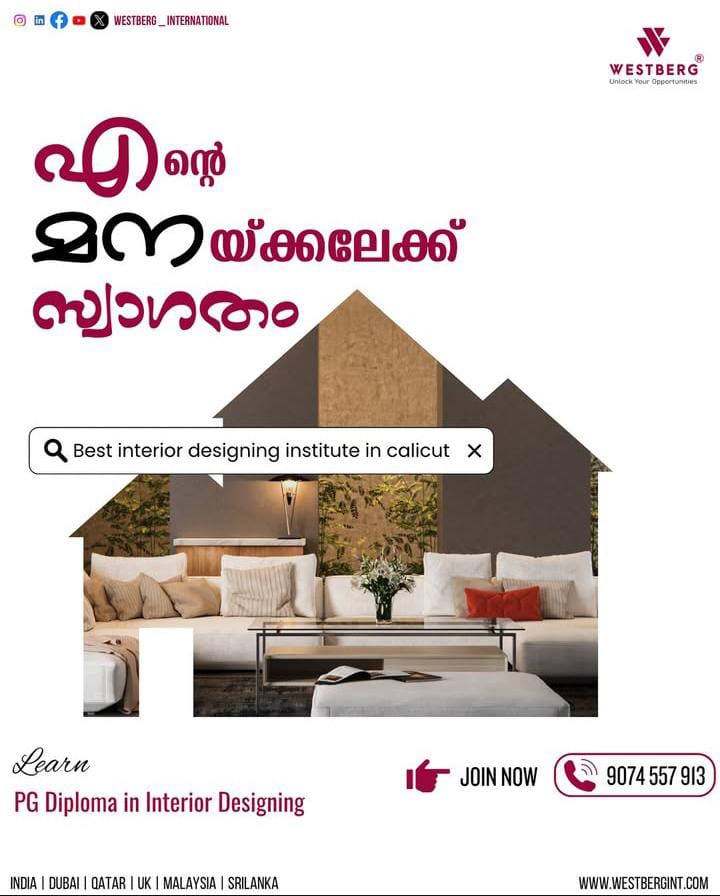 WESTBERG _ INTERNATIONAL
WESTBERG®
Unlock Your Opportunities
എന്റെ
മനയ്ക്കലേക്ക്
സ്വാഗതം
Best interior designing institute in calicut
Learn
PG Diploma in Interior Designing
JOIN NOW
9074 557 913
INDIA | DUBAI | QATAR | UK | MALAYSIA | SRILANKA
WWW.WESTBERGINT.COM